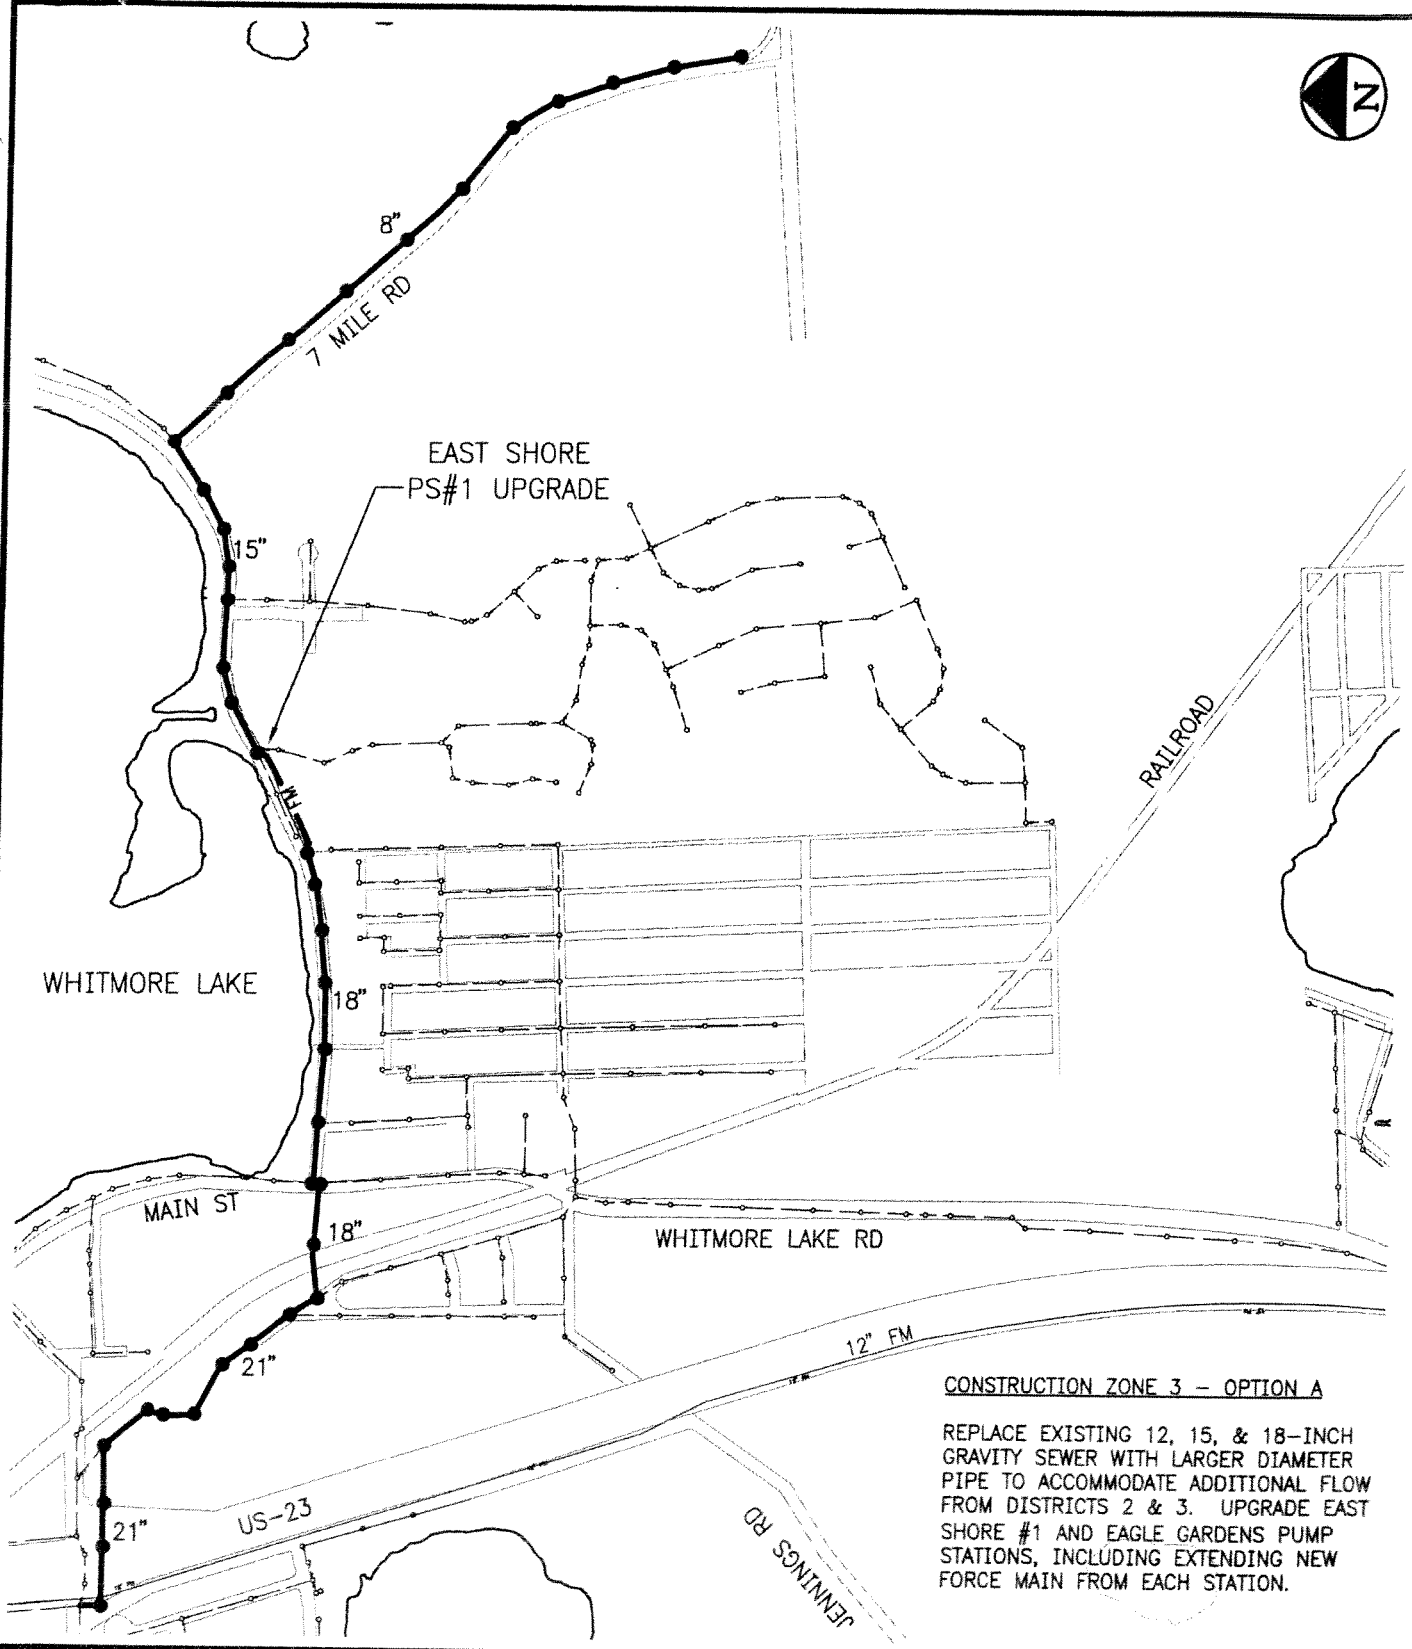 N
8"
7 MILE RD
EAST SHORE
PS#1 UPGRADE
15"
RAILROAD
FM
WHITMORE LAKE
18"
MAIN ST
18"
WHITMORE LAKE RD
12" FM
21"
CONSTRUCTION ZONE 3 - OPTION A
REPLACE EXISTING 12, 15, & 18-INCH
GRAVITY SEWER WITH LARGER DIAMETER
PIPE TO ACCOMMODATE ADDITIONAL FLOW
FROM DISTRICTS 2 & 3. UPGRADE EAST
SHORE #1 AND EAGLE GARDENS PUMP
STATIONS, INCLUDING EXTENDING NEW
FORCE MAIN FROM EACH STATION.
US-23
21"
JENNINGS RD